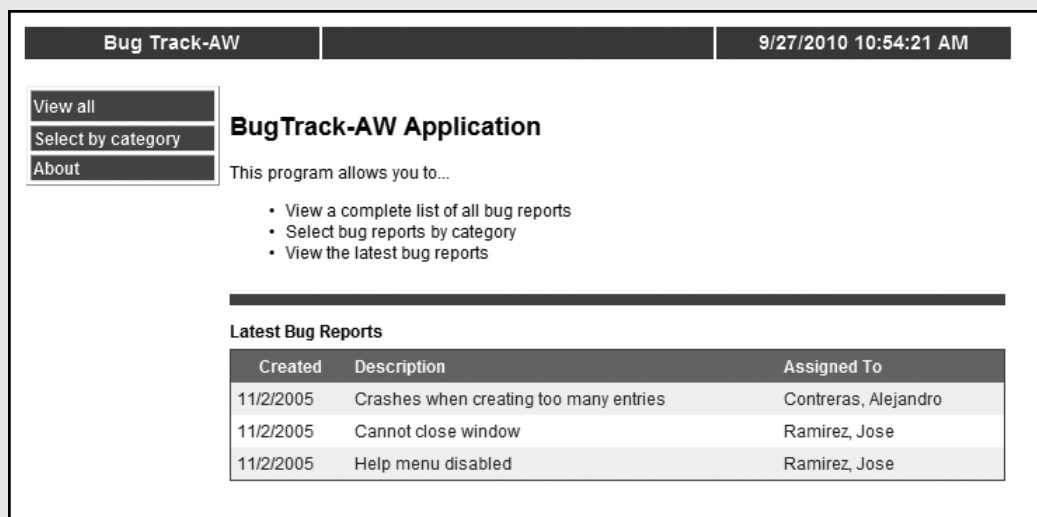 Bug Track-AW 9/27/2010 10:54:21 AM
View all
Select by category
About
BugTrack-AW Application
This program allows you to...
• View a complete list of all bug reports
• Select bug reports by category
• View the latest bug reports
Latest Bug Reports
Created Description Assigned To
11/2/2005 Crashes when creating too many entries Contreras, Alejandro
11/2/2005 Cannot close window Ramirez, Jose
11/2/2005 Help menu disabled Ramirez, Jose